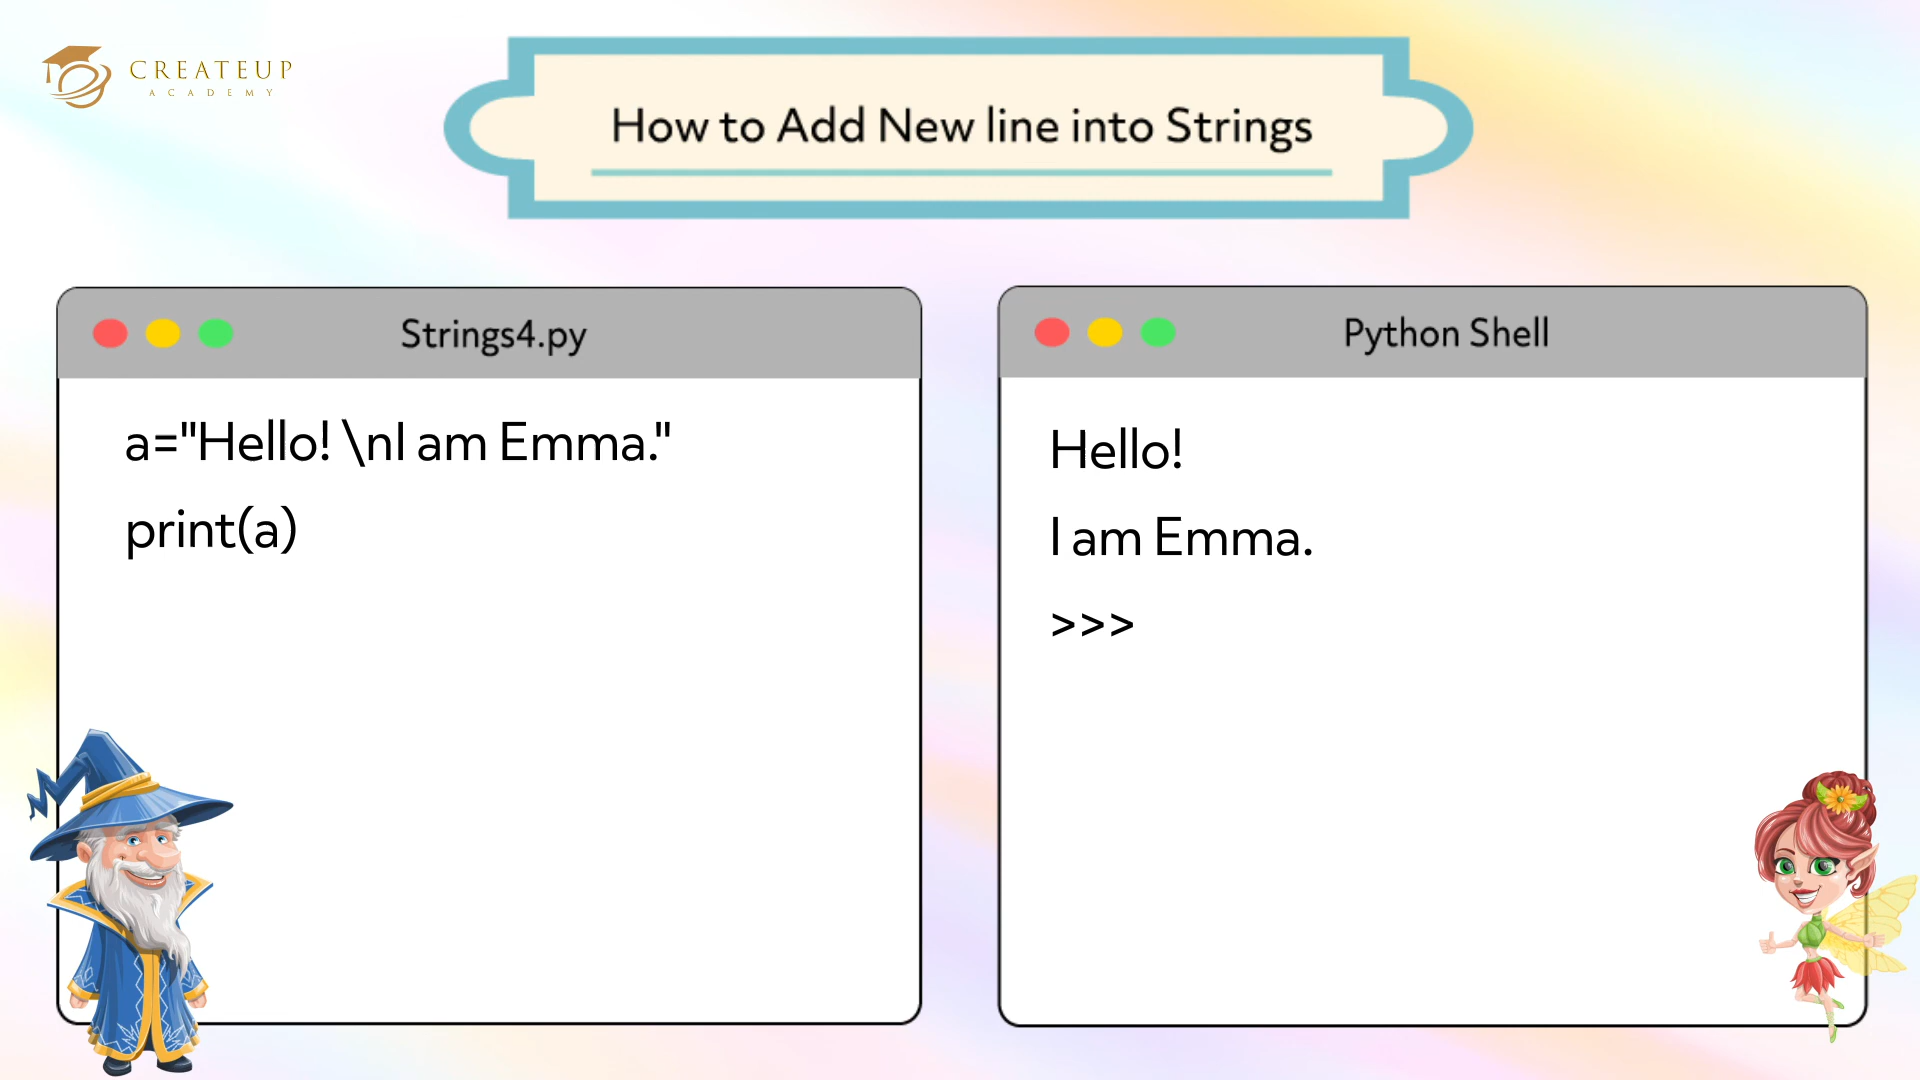 CREATEUP
ACADEMY
How to Add New line into Strings
Strings4.py
a="Hello! \nI am Emma."
print(a)
Python Shell
Hello!
I am Emma.
>>>